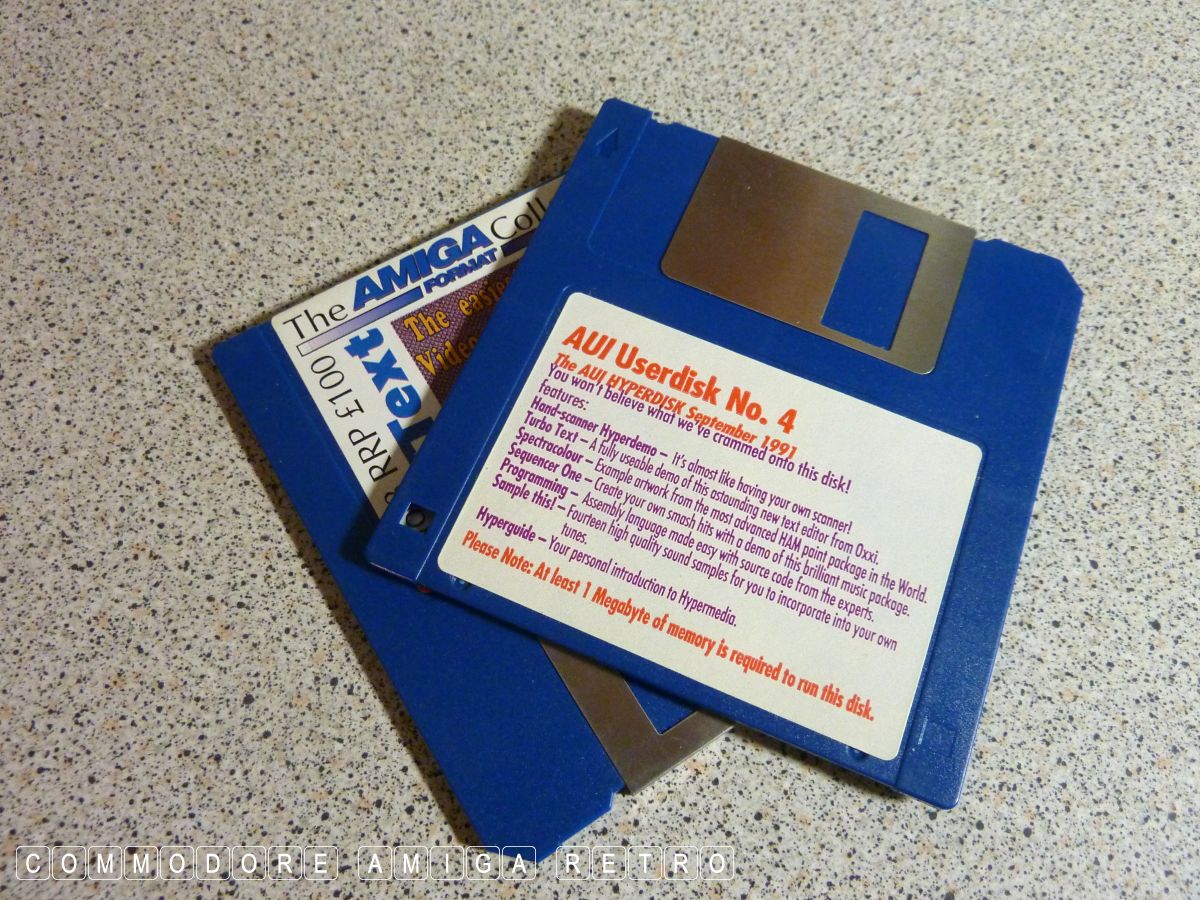 The AMIGA Coll
FORMAT
RRP £100
Text
The
Video
AUI Userdisk No. 4
The AUI HYPERDISK September 1991
You won't believe what we've crammed onto this disk!
features:
Hand-scanner Hyperdemo – It's almost like having your own scanner!
Turbo Text – A fully useable demo of this astounding new text editor from Oxxi.
Spectracolour – Example artwork from the most advanced HAM paint package in the World.
Sequencer One – Create your own smash hits with a demo of this brilliant music package.
Programming – Assembly language made easy with source code from the experts.
Sample this! – Fourteen high quality sound samples for you to incorporate into your own
tunes.
Hyperguide – Your personal introduction to Hypermedia.
Please Note: At least 1 Megabyte of memory is required to run this disk.
COMMODORE AMIGA RETRO